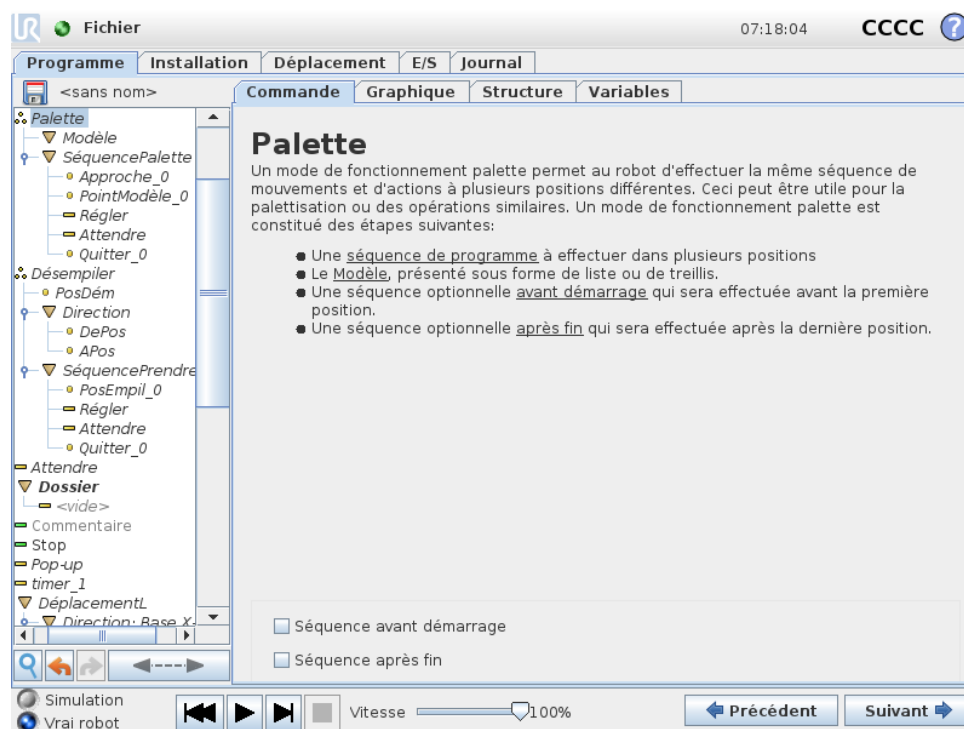 UR Fichier 07:18:04 CCCC ?
Programme Installation Déplacement E/S Journal
<sans nom> Commande Graphique Structure Variables
Palette
Modèle
SéquencePalette
Approche_0
PointModèle_0
Régler
Attendre
Quitter_0
Désempiler
PosDém
Direction
DePos
APos
SéquencePrendre
PosEmpil_0
Régler
Attendre
Quitter_0
Attendre
Dossier
<vide>
Commentaire
Stop
Pop-up
timer_1
DéplacementL
Direction: Base X-
Palette
Un mode de fonctionnement palette permet au robot d'effectuer la même séquence de
mouvements et d'actions à plusieurs positions différentes. Ceci peut être utile pour la
palettisation ou des opérations similaires. Un mode de fonctionnement palette est
constitué des étapes suivantes:
Une séquence de programme à effectuer dans plusieurs positions
Le Modèle, présenté sous forme de liste ou de treillis.
Une séquence optionnelle avant démarrage qui sera effectuée avant la première
position.
Une séquence optionnelle après fin qui sera effectuée après la dernière position.
Séquence avant démarrage
Séquence après fin
Simulation
Vrai robot
Vitesse 100%
Précédent Suivant